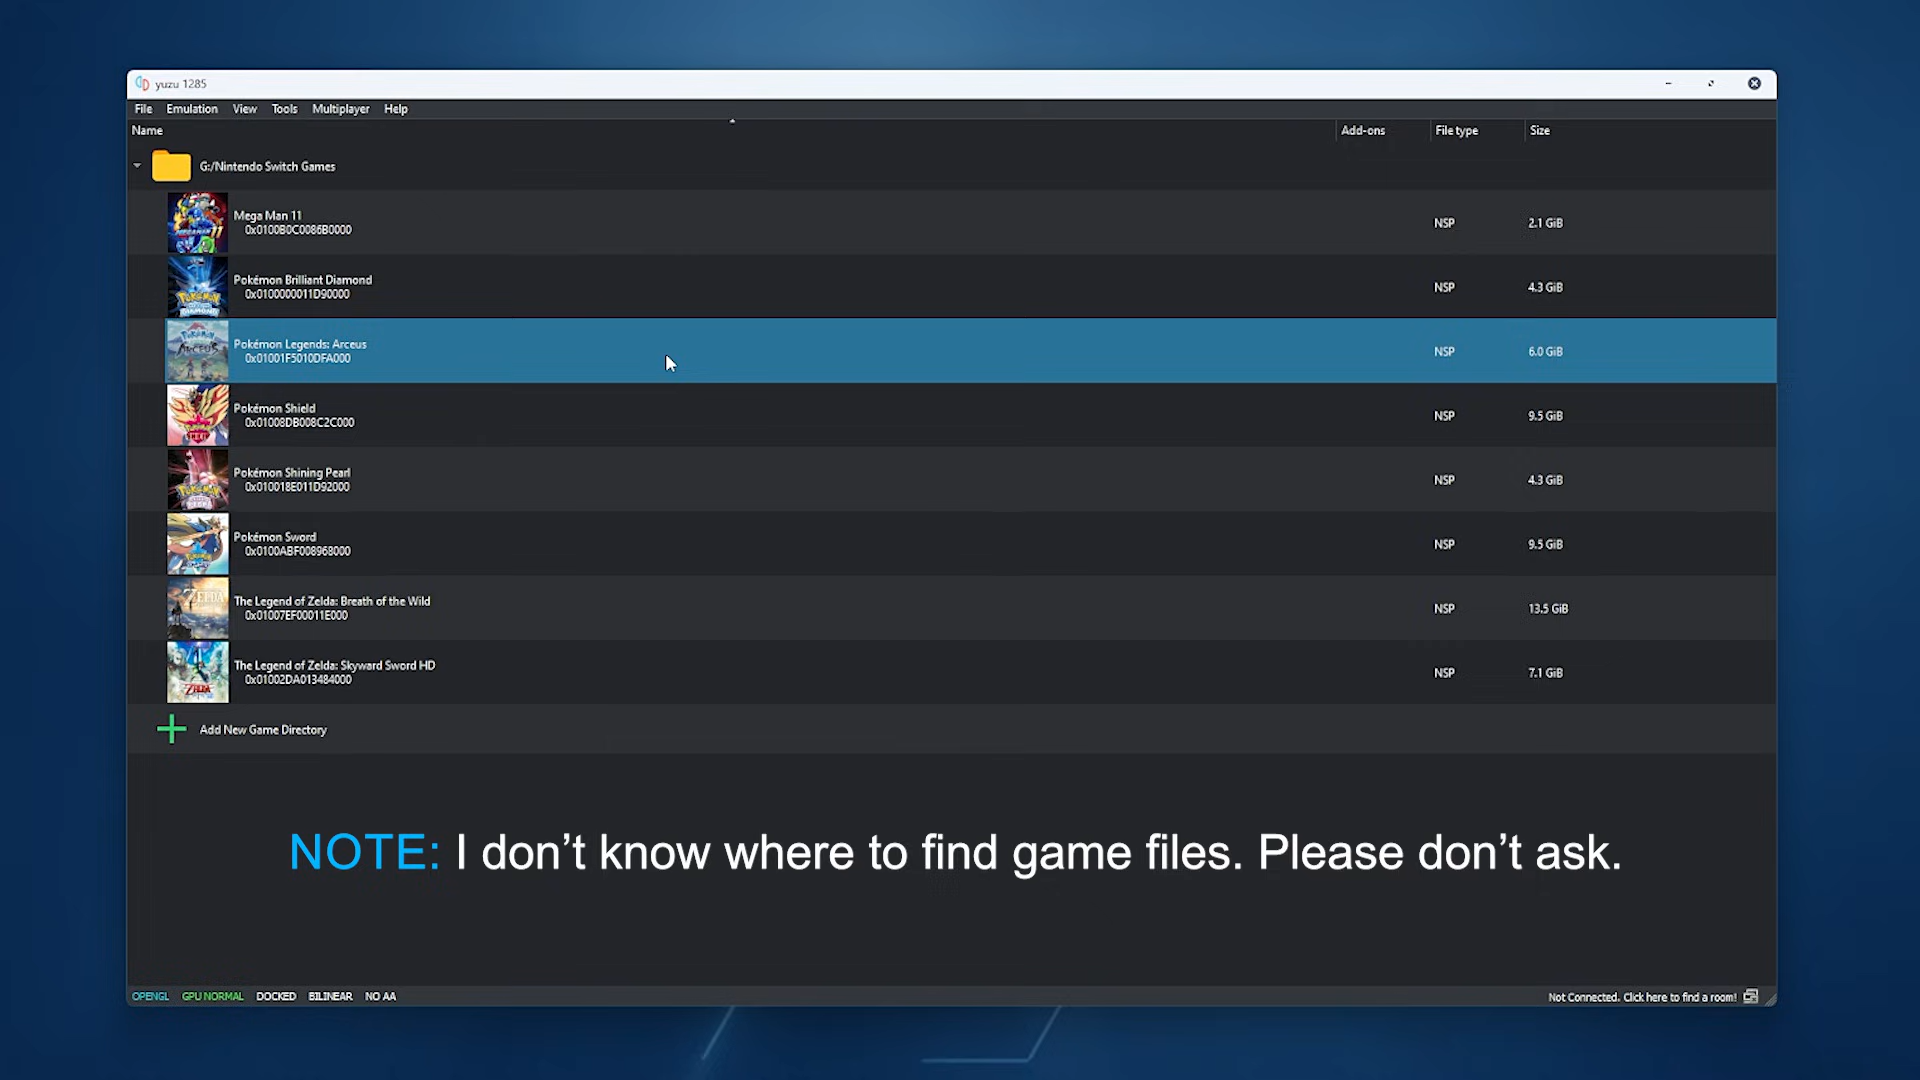 yuzu 1285
File Emulation View Tools Multiplayer Help
Name Add-ons File type Size
G:/Nintendo Switch Games
Mega Man 11
0x0100B0C0086B0000
NSP 2.1 GiB
Pokémon Brilliant Diamond
0x0100000011D90000
NSP 4.3 GiB
Pokémon Legends: Arceus
0x01001F5010DFA000
NSP 6.0 GiB
Pokémon Shield
0x01008DB008C2C000
NSP 9.5 GiB
Pokémon Shining Pearl
0x010018E011D92000
NSP 4.3 GiB
Pokémon Sword
0x0100ABF008968000
NSP 9.5 GiB
The Legend of Zelda: Breath of the Wild
0x01007EF00011E000
NSP 13.5 GiB
The Legend of Zelda: Skyward Sword HD
0x01002DA013484000
NSP 7.1 GiB
Add New Game Directory
NOTE: I don’t know where to find game files. Please don’t ask.
OPENGL GPU NORMAL DOCKED BILINEAR NO AA Not Connected. Click here to find a room!